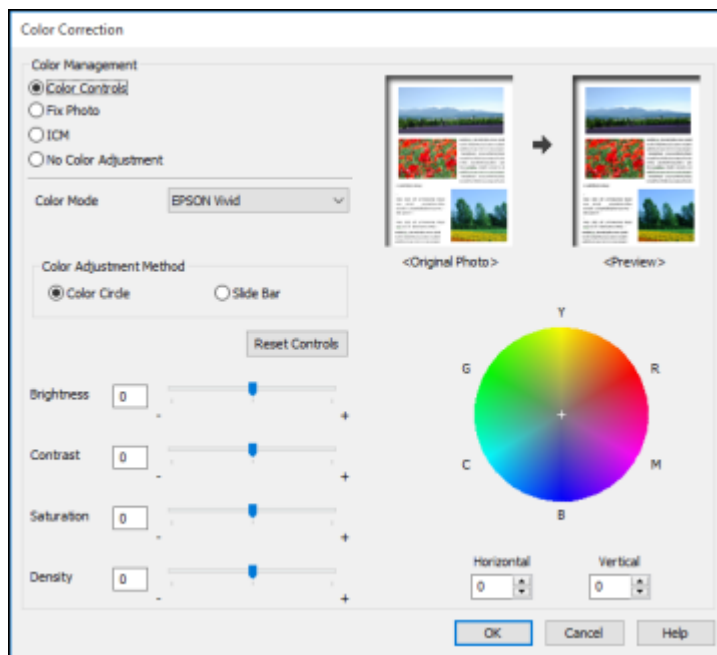 Color Correction
Color Management
Color Controls
Fix Photo
ICM
No Color Adjustment
Color Mode
EPSON Vivid
<Original Photo>
<Preview>
Color Adjustment Method
Color Circle
Slide Bar
Reset Controls
Brightness
0
-
+
Contrast
0
-
+
Saturation
0
-
+
Density
0
-
+
Y
G
R
C
M
B
Horizontal
Vertical
0
0
OK
Cancel
Help